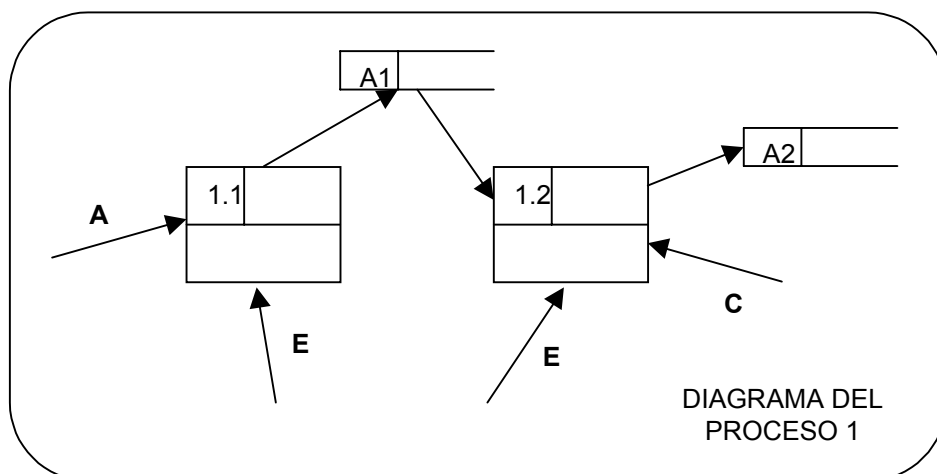 A1
A2
1.1
1.2
A
C
E
E
DIAGRAMA DEL
PROCESO 1